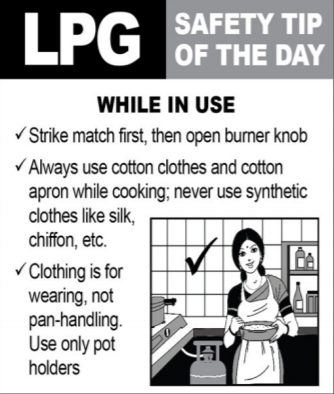 LPG
SAFETY TIP
OF THE DAY
WHILE IN USE
✓ Strike match first, then open burner knob
✓ Always use cotton clothes and cotton
apron while cooking; never use synthetic
clothes like silk,
chiffon, etc.
✓ Clothing is for
wearing, not
pan-handling.
Use only pot
holders